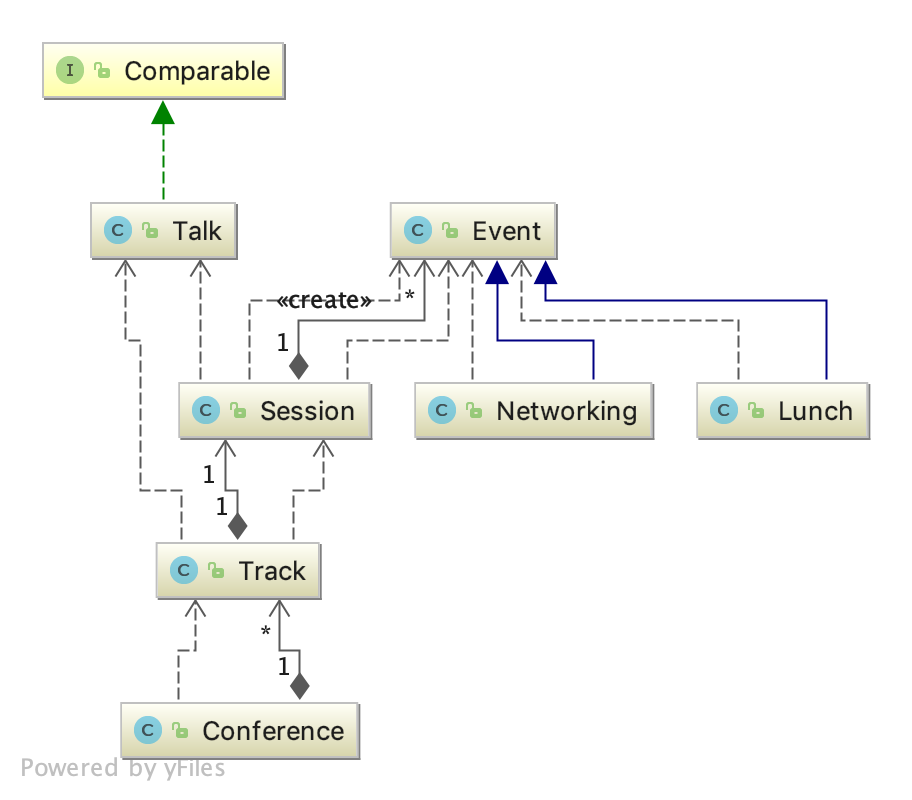 I Comparable
C Talk
C Event
«create»
*
1
C Session
C Networking
C Lunch
1
1
C Track
*
1
C Conference
Powered by yFiles